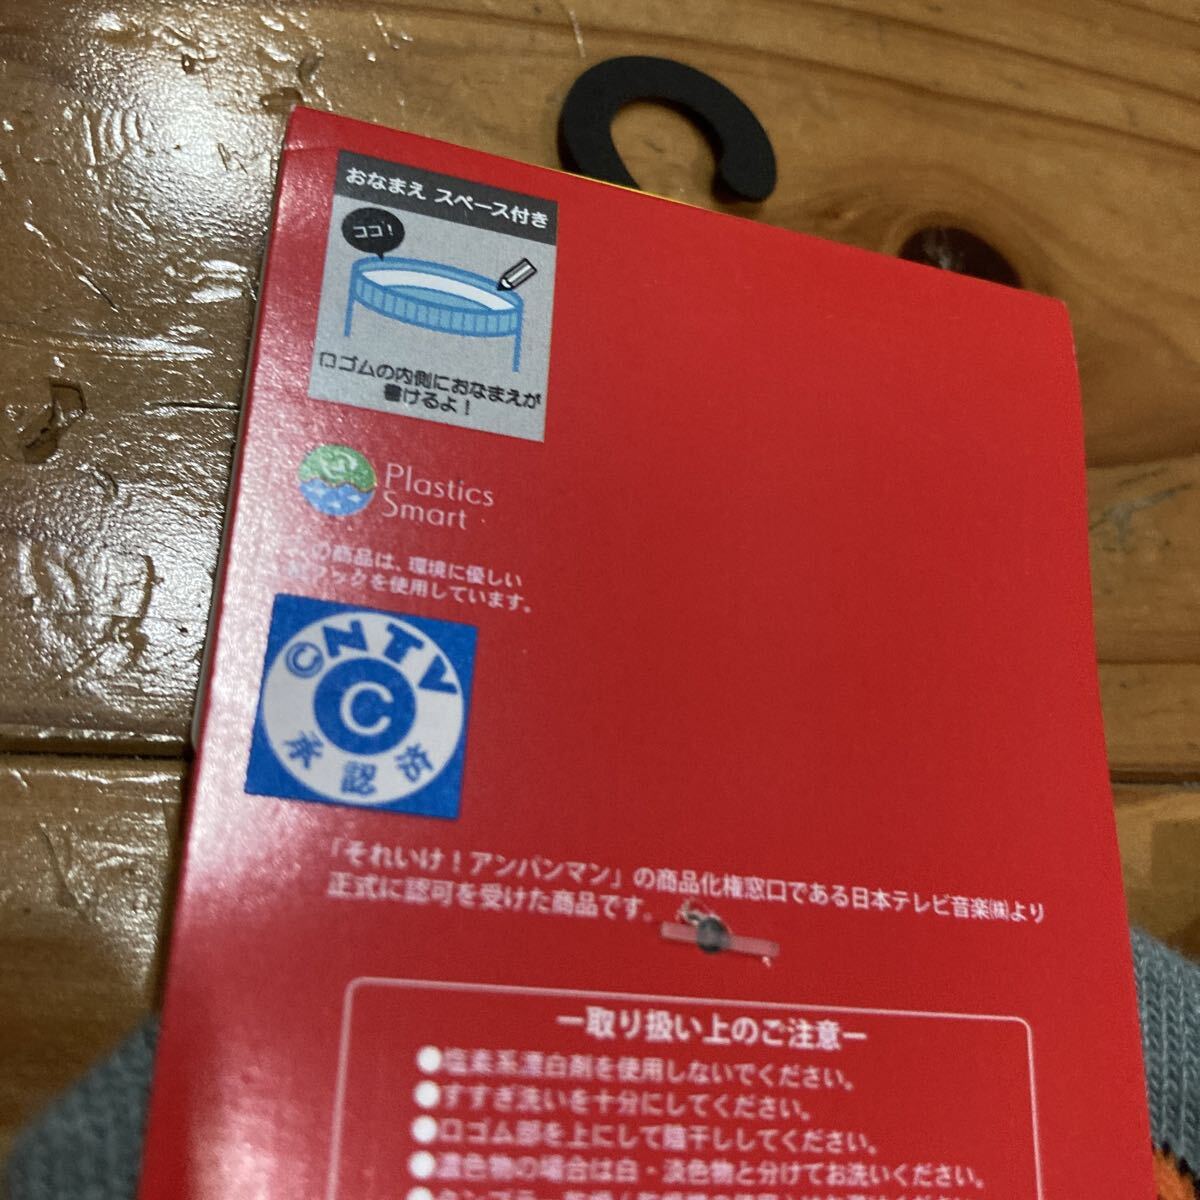 おなまえ スペース付き
ココ!
口ゴムの内側におなまえが
書けるよ！
Plastics
Smart
この商品は、環境に優しい
紙フックを使用しています。
©NTV
C
承認済
「それいけ！アンパンマン」の商品化権窓口である日本テレビ音楽㈱より
正式に認可を受けた商品です。
ー取り扱い上のご注意ー
●塩素系漂白剤を使用しないでください。
●すすぎ洗いを十分にしてください。
●口ゴム部を上にして陰干ししてください。
●濃色物の場合は白・淡色物と分けてお洗いください。